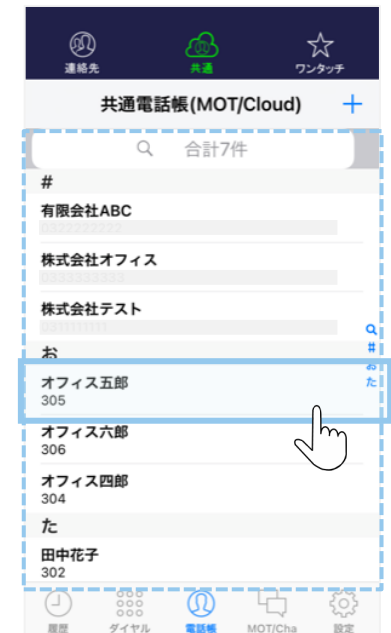 連絡先
共通
ワンタッチ
共通電話帳(MOT/Cloud)
+
合計7件
#
有限会社ABC
0322222222
株式会社オフィス
0333333333
株式会社テスト
0311111111
お
オフィス五郎
305
オフィス六郎
306
オフィス四郎
304
た
田中花子
302
#
お
た
履歴
ダイヤル
電話帳
MOT/Cha
設定